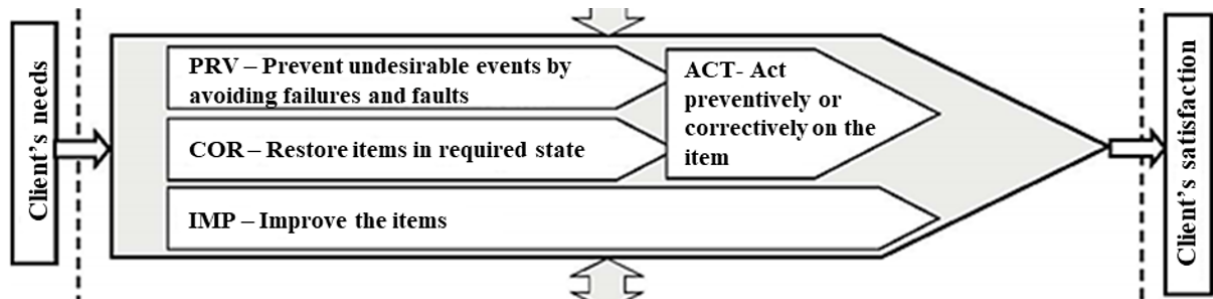 Client's needs
PRV – Prevent undesirable events by
avoiding failures and faults
COR – Restore items in required state
IMP – Improve the items
ACT- Act
preventively or
correctively on the
item
Client's satisfaction